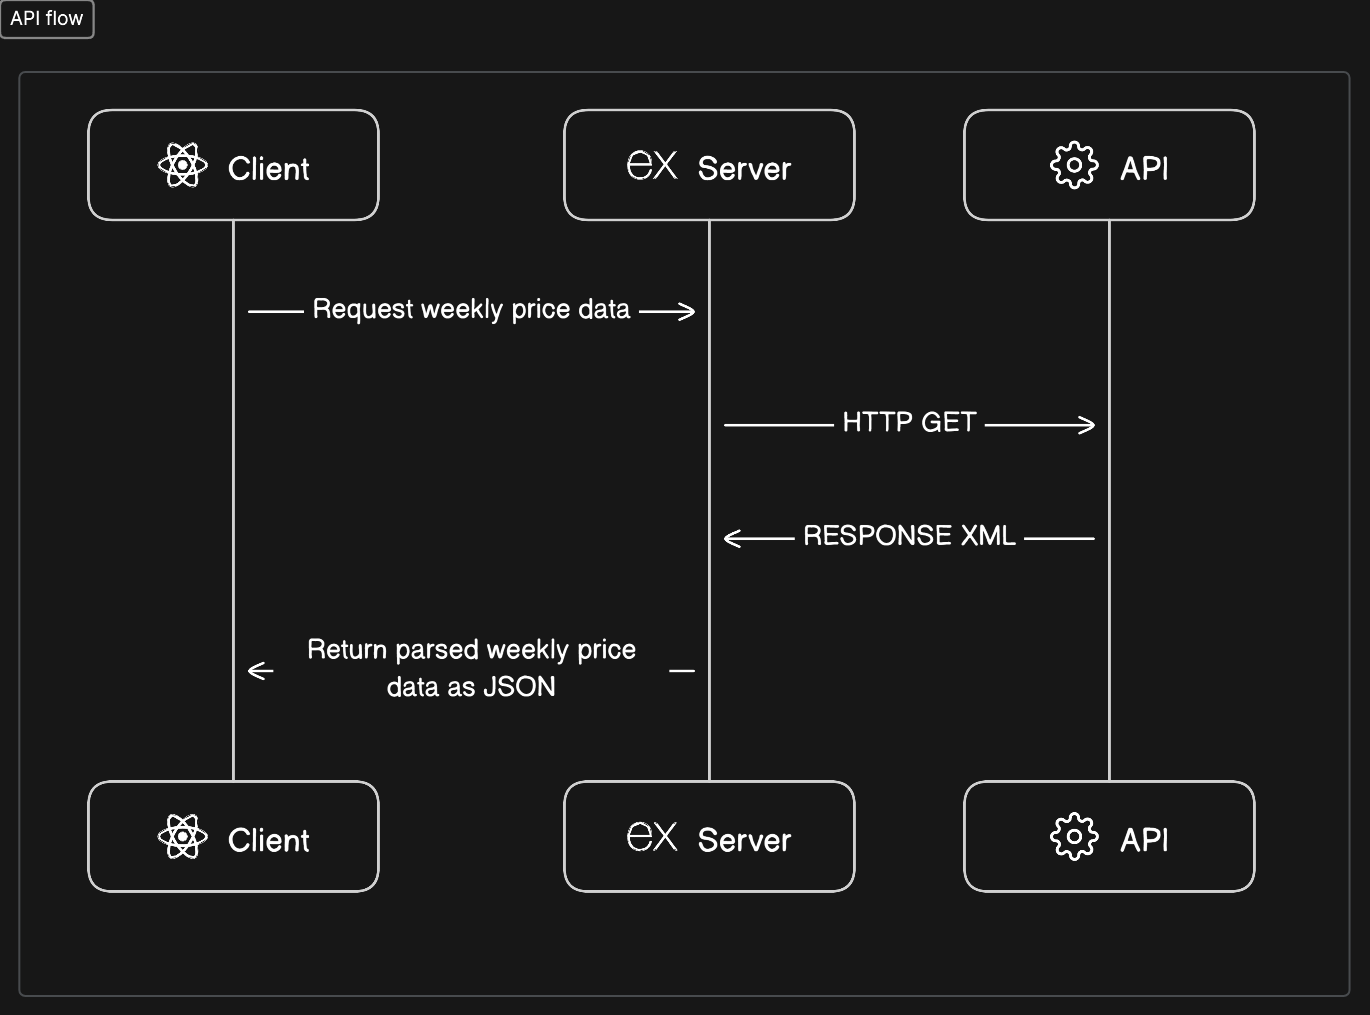 API flow
Client
ex Server
API
Request weekly price data
HTTP GET
RESPONSE XML
Return parsed weekly price
data as JSON
Client
ex Server
API